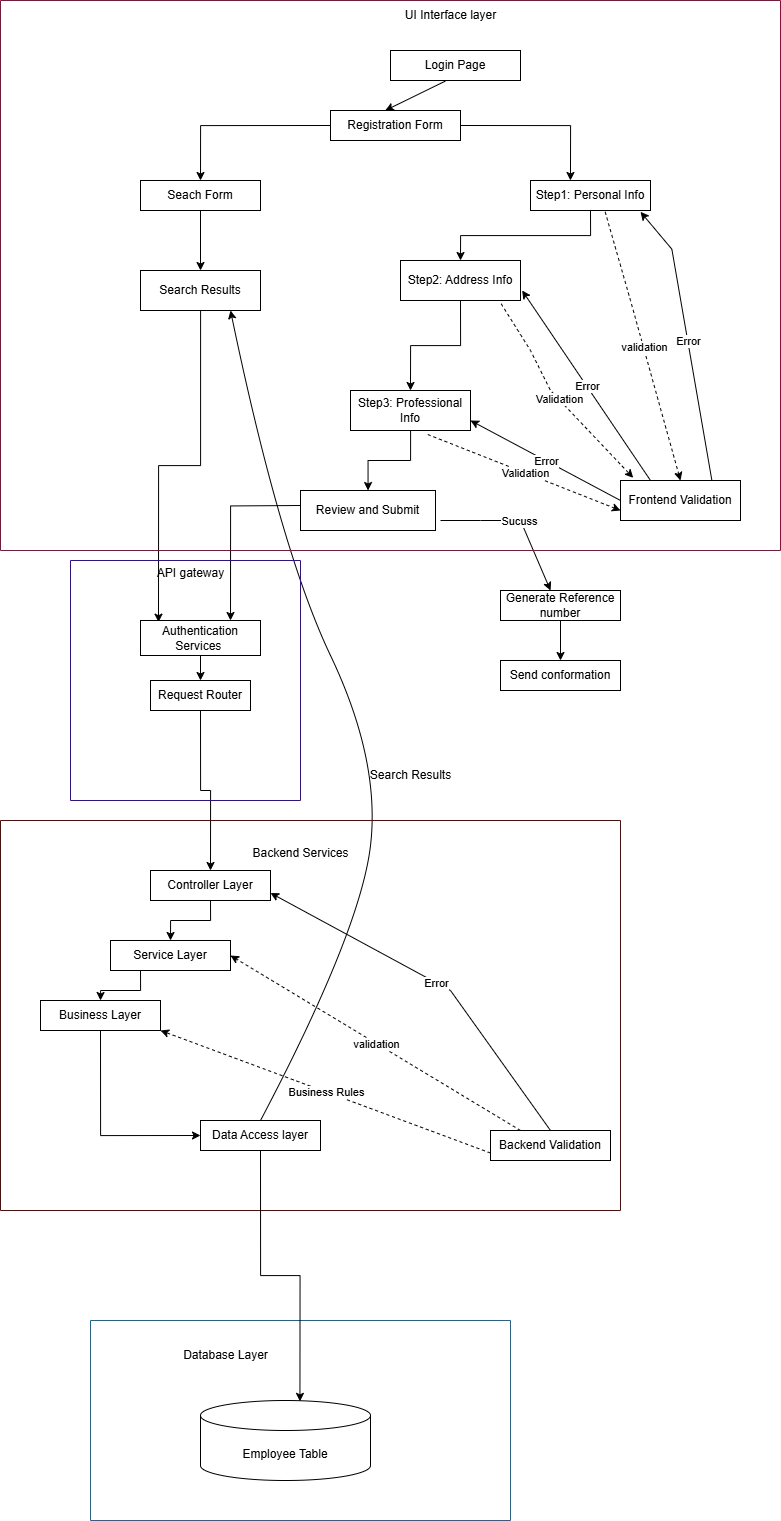 UI Interface layer
Login Page
Registration Form
Seach Form
Step1: Personal Info
Step2: Address Info
Search Results
validation
Error
Error
Validation
Step3: Professional
Info
Error
Validation
Frontend Validation
Review and Submit
Sucuss
API gateway
Generate Reference
number
Authentication
Services
Send conformation
Request Router
Search Results
Backend Services
Controller Layer
Service Layer
Error
Business Layer
validation
Business Rules
Data Access layer
Backend Validation
Database Layer
Employee Table